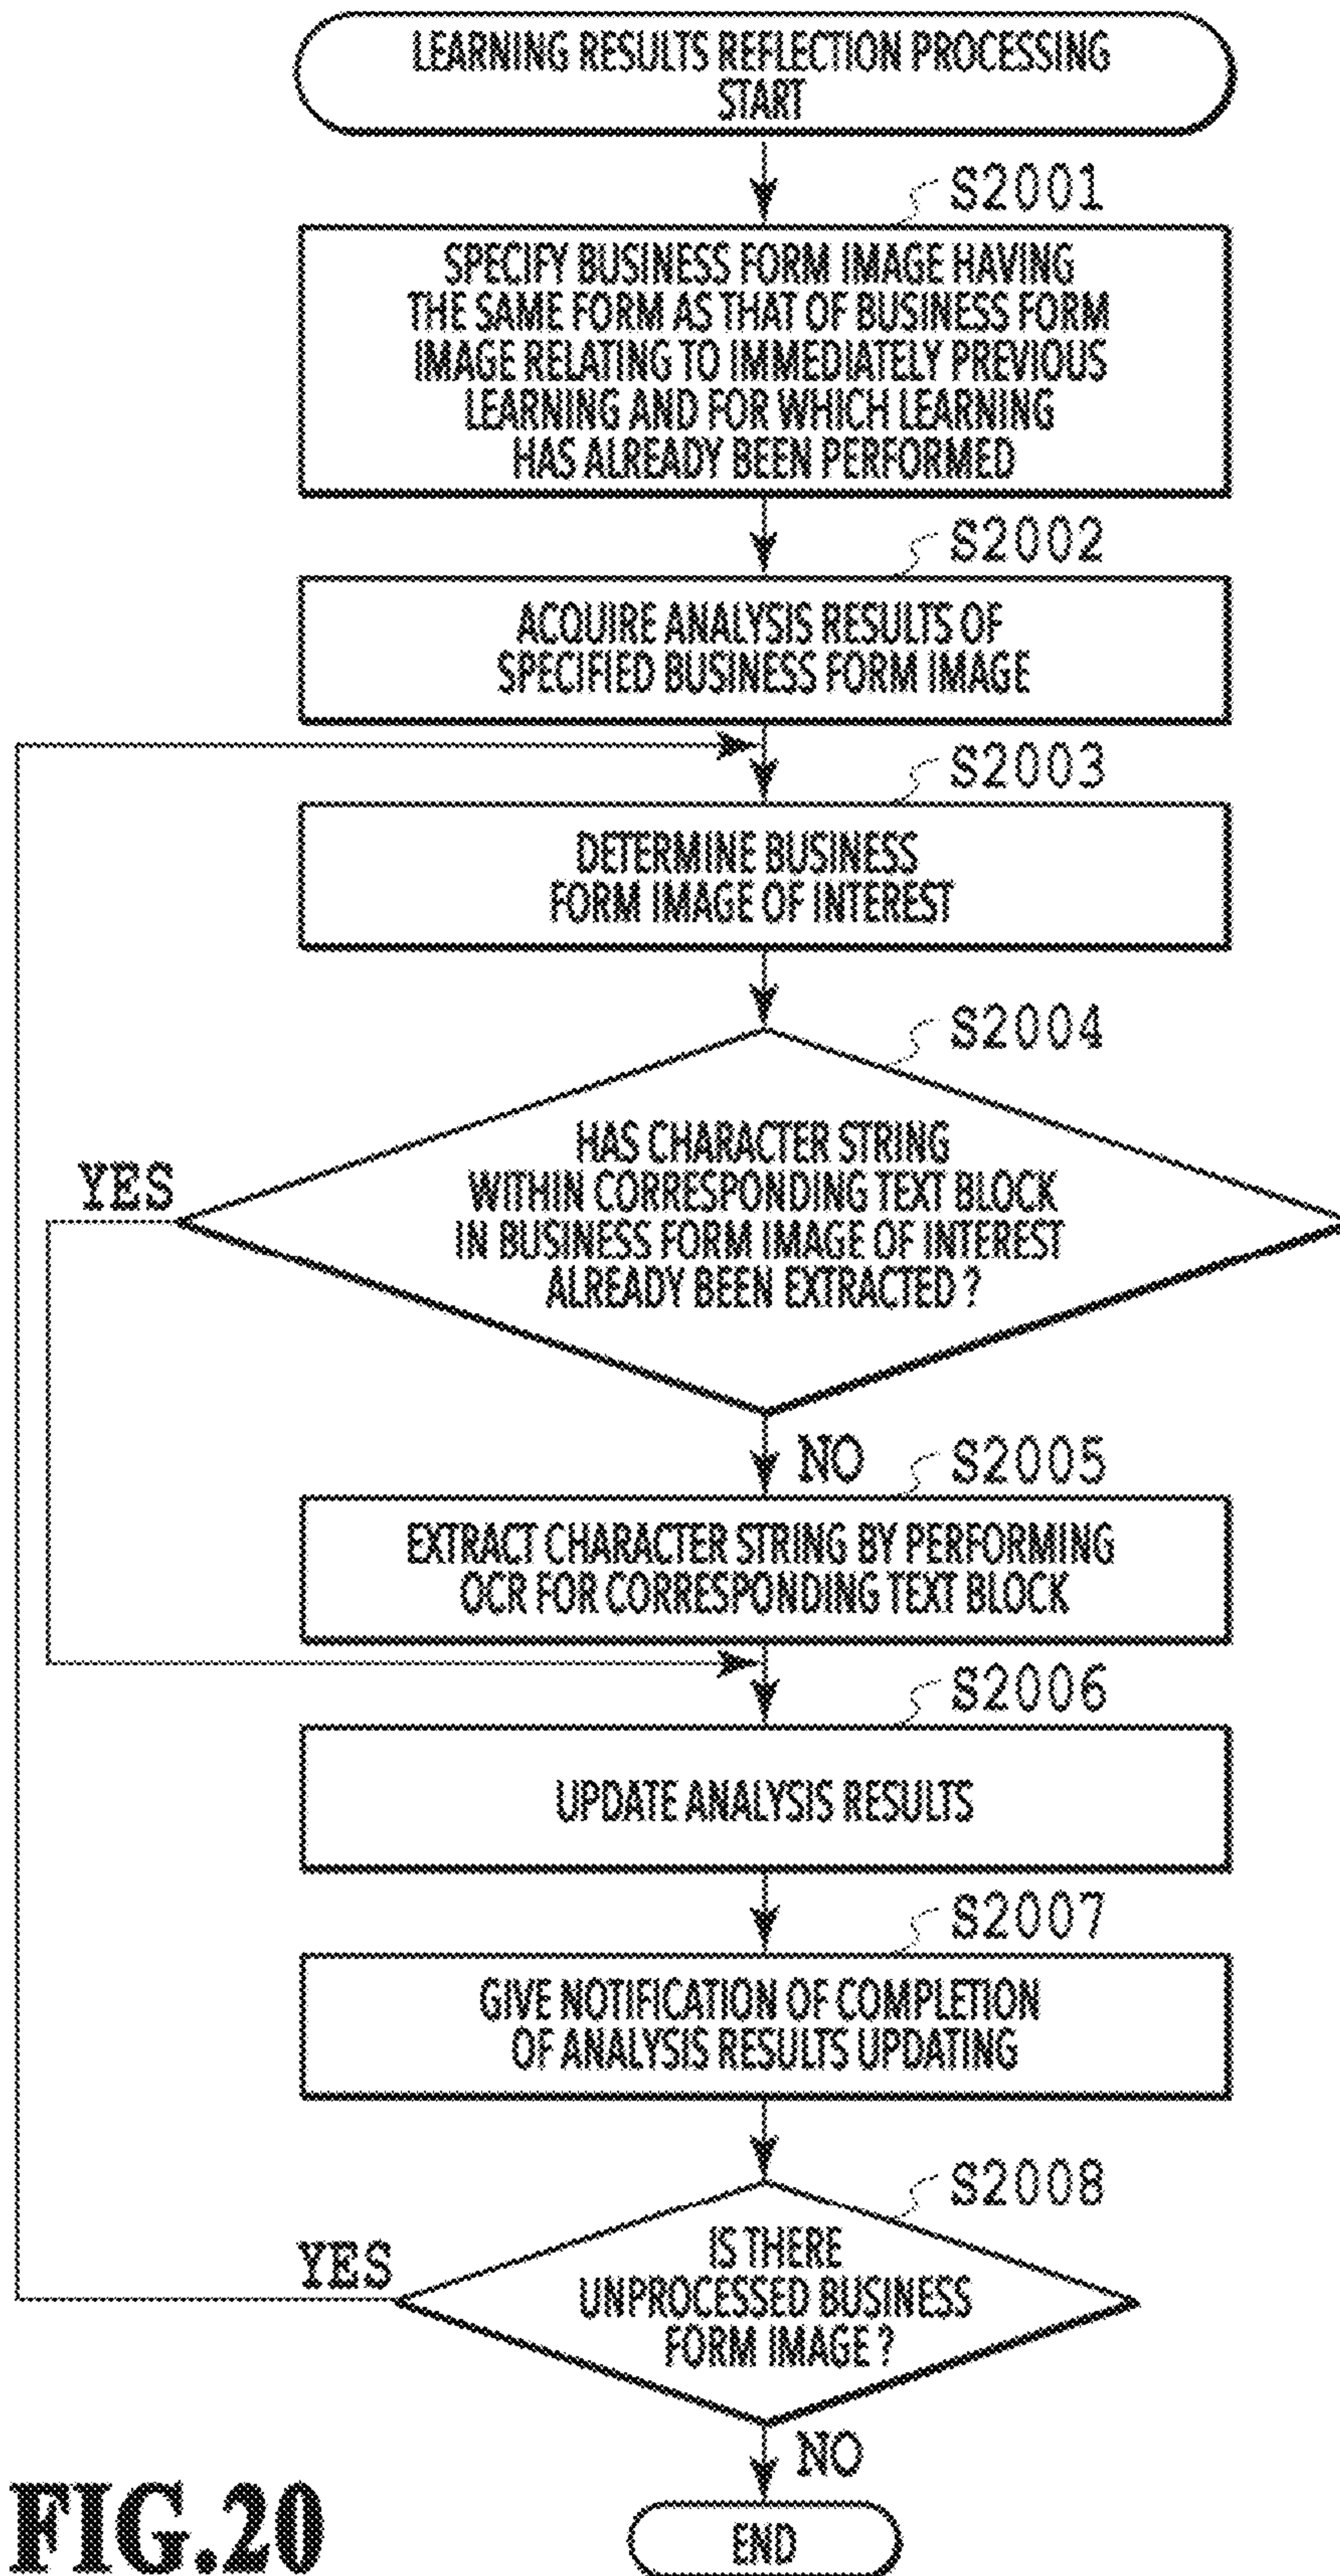 LEARNING RESULTS REFLECTION PROCESSING
START
S2001
SPECIFY BUSINESS FORM IMAGE HAVING
THE SAME FORM AS THAT OF BUSINESS FORM
IMAGE RELATING TO IMMEDIATELY PREVIOUS
LEARNING AND FOR WHICH LEARNING
HAS ALREADY BEEN PERFORMED
S2002
ACQUIRE ANALYSIS RESULTS OF
SPECIFIED BUSINESS FORM IMAGE
S2003
DETERMINE BUSINESS
FORM IMAGE OF INTEREST
S2004
HAS CHARACTER STRING
WITHIN CORRESPONDING TEXT BLOCK
IN BUSINESS FORM IMAGE OF INTEREST
ALREADY BEEN EXTRACTED ?
YES
NO
S2005
EXTRACT CHARACTER STRING BY PERFORMING
OCR FOR CORRESPONDING TEXT BLOCK
S2006
UPDATE ANALYSIS RESULTS
S2007
GIVE NOTIFICATION OF COMPLETION
OF ANALYSIS RESULTS UPDATING
S2008
IS THERE
UNPROCESSED BUSINESS
FORM IMAGE ?
YES
NO
END
FIG.20